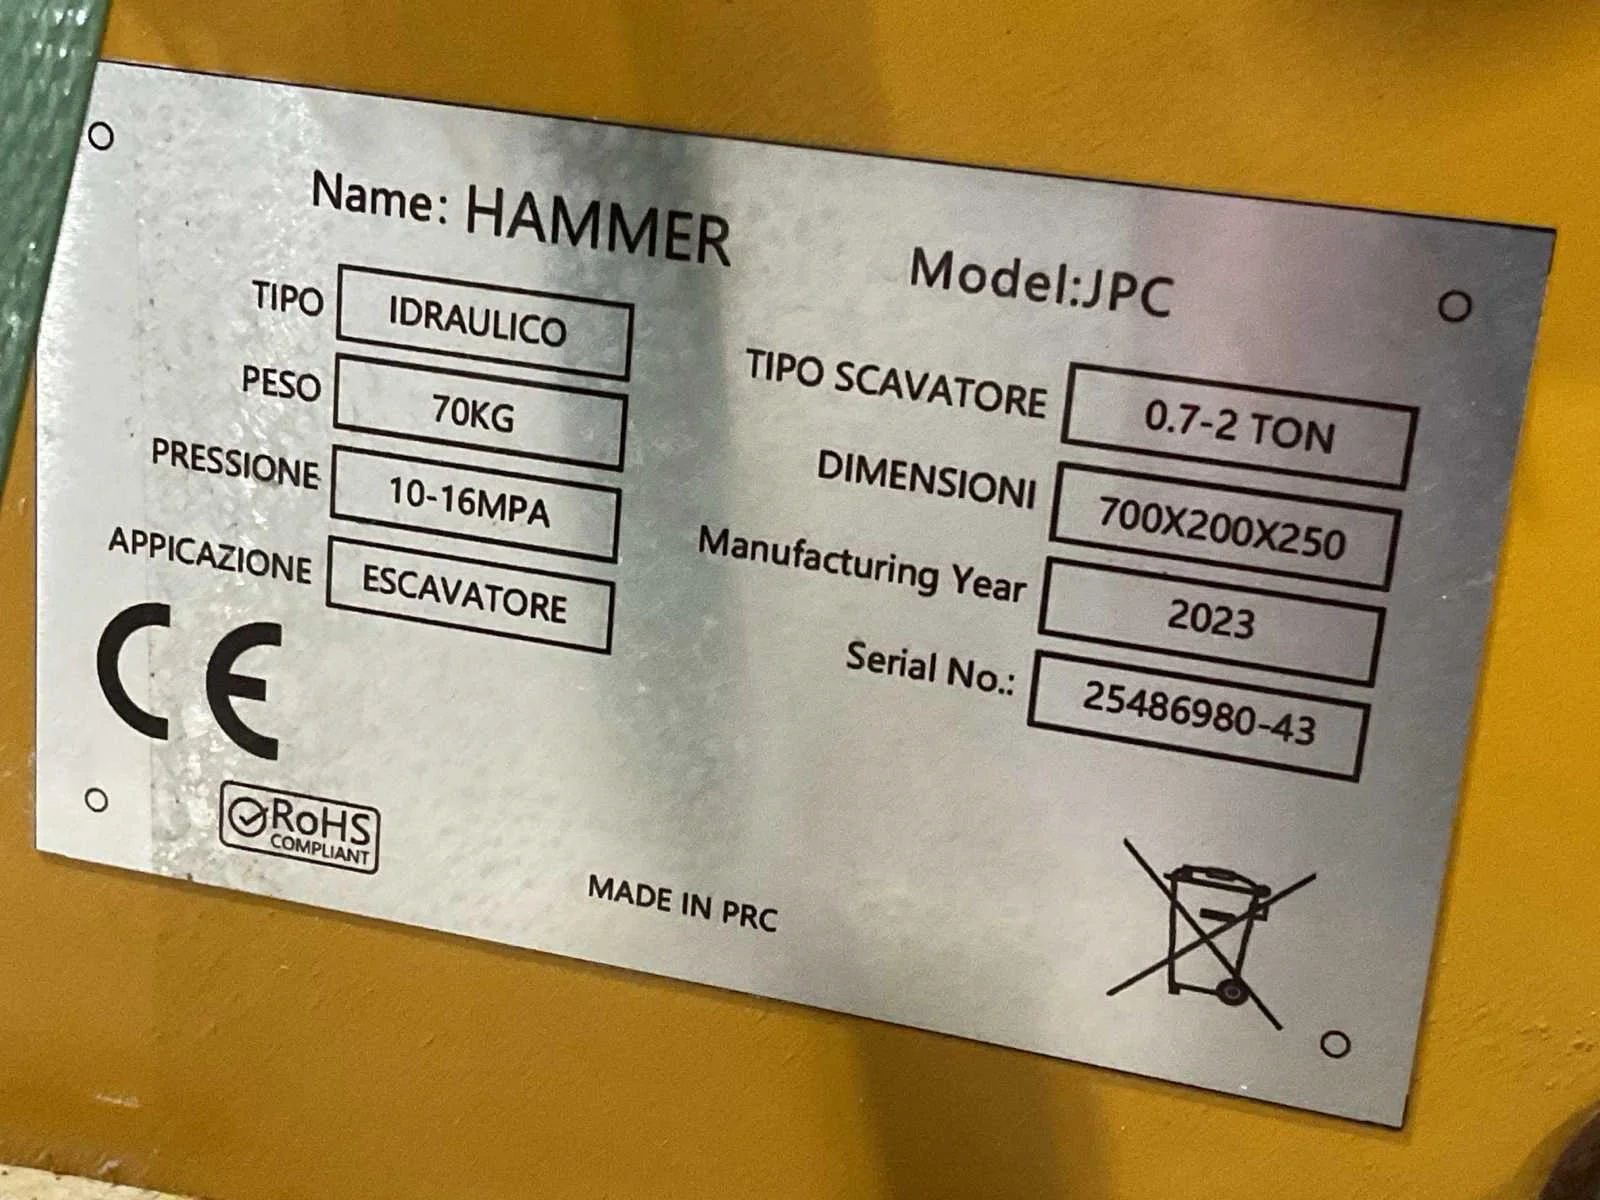 Name: HAMMER
Model:JPC
TIPO IDRAULICO
PESO 70KG
PRESSIONE 10-16MPA
APPICAZIONE ESCAVATORE
TIPO SCAVATORE 0.7-2 TON
DIMENSIONI 700X200X250
Manufacturing Year 2023
Serial No.: 25486980-43
CE
RoHS
COMPLIANT
MADE IN PRC